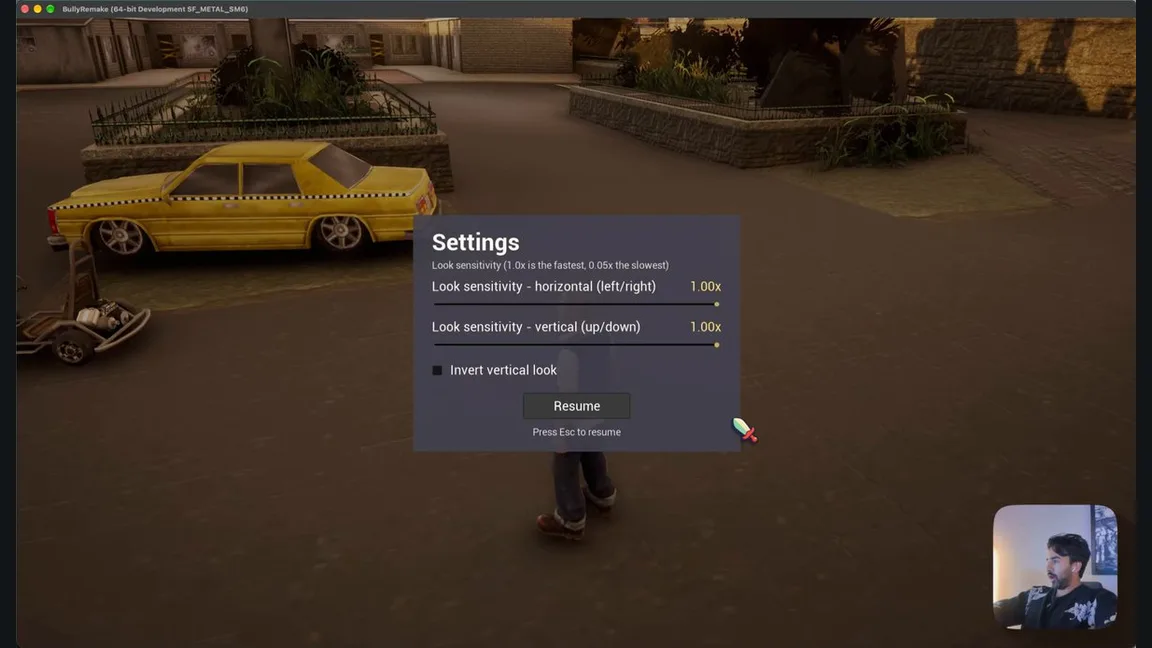 BullyRemake (64-bit Development SF_METAL_SM6)
Settings
Look sensitivity (1.0x is the fastest, 0.05x the slowest)
Look sensitivity - horizontal (left/right) 1.00x
Look sensitivity - vertical (up/down) 1.00x
Invert vertical look
Resume
Press Esc to resume